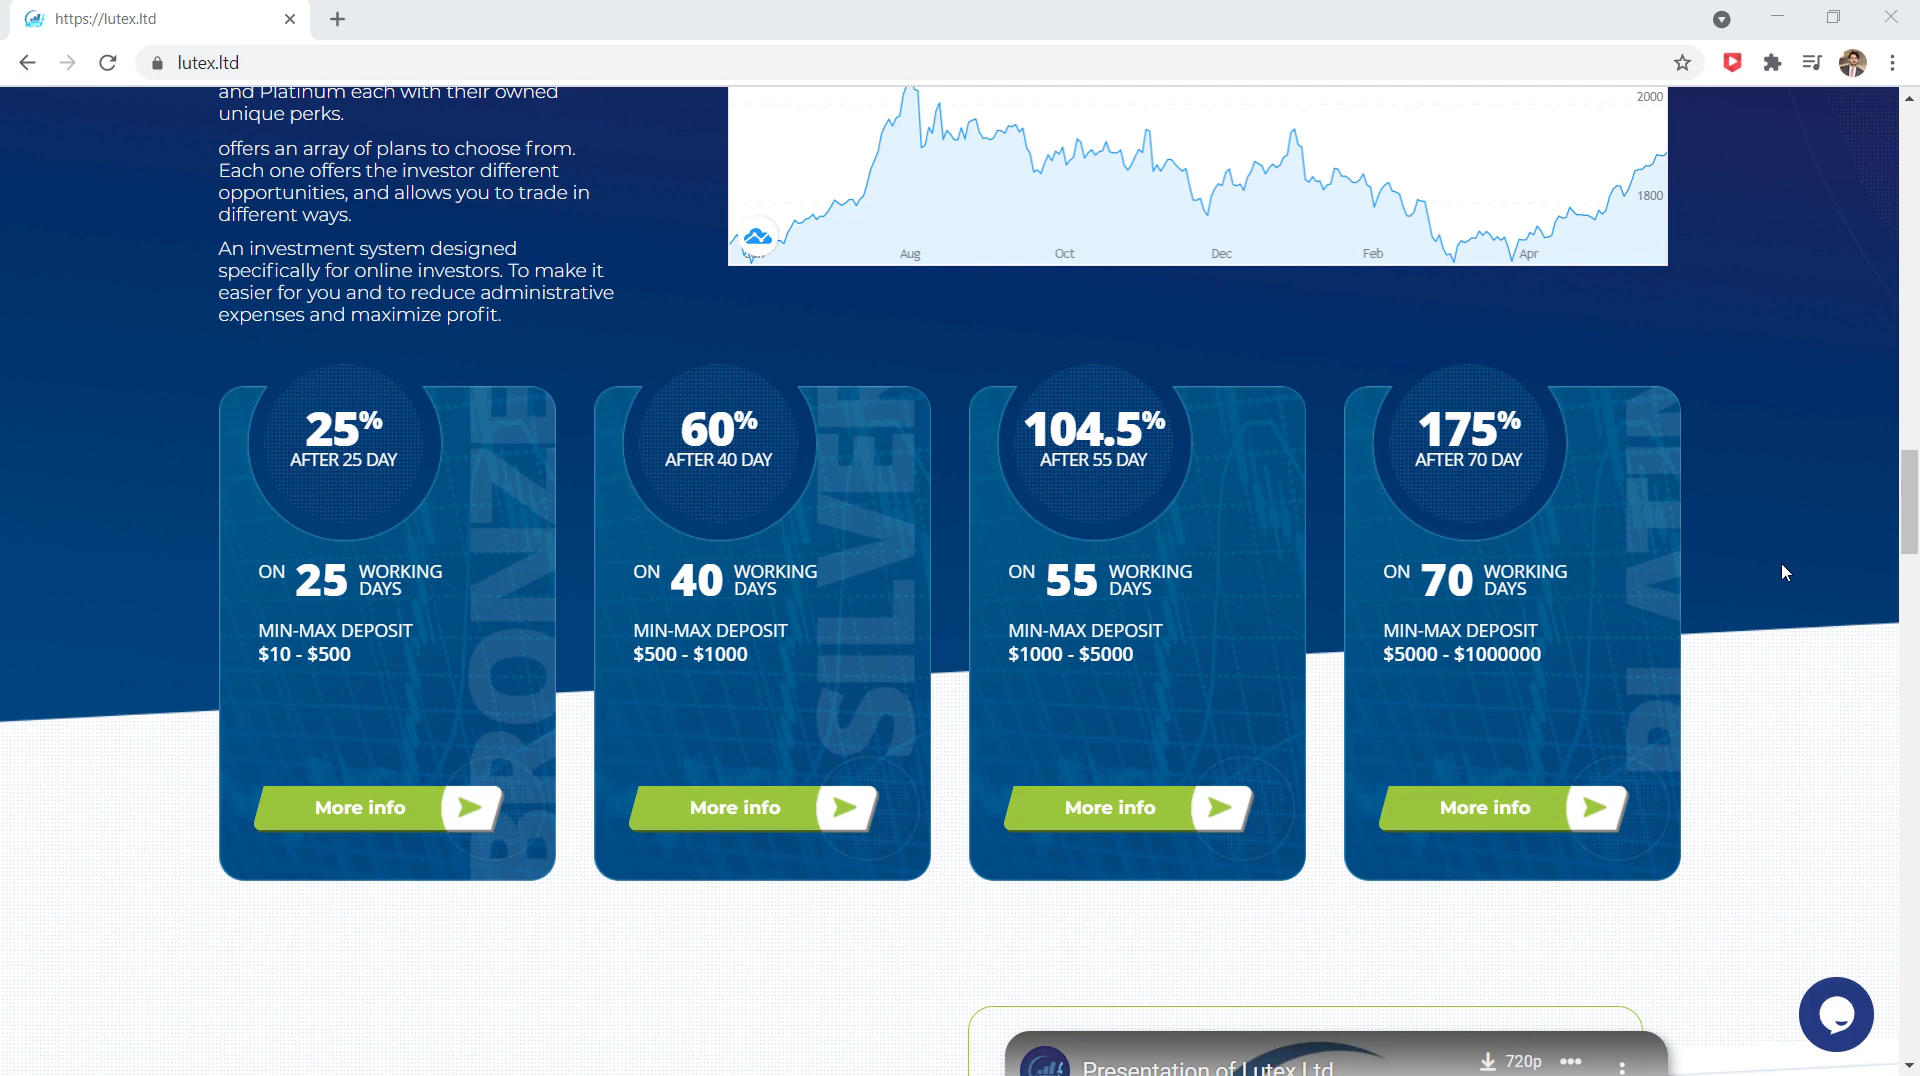 https://lutex.ltd
lutex.ltd
and Platinum each with their owned
unique perks.
offers an array of plans to choose from.
Each one offers the investor different
opportunities, and allows you to trade in
different ways.
An investment system designed
specifically for online investors. To make it
easier for you and to reduce administrative
expenses and maximize profit.
2000
1800
Aug
Oct
Dec
Feb
Apr
25%
AFTER 25 DAY
ON 25 WORKING
DAYS
MIN-MAX DEPOSIT
$10 - $500
More info
BRONZE
60%
AFTER 40 DAY
ON 40 WORKING
DAYS
MIN-MAX DEPOSIT
$500 - $1000
More info
SILVER
104.5%
AFTER 55 DAY
ON 55 WORKING
DAYS
MIN-MAX DEPOSIT
$1000 - $5000
More info
175%
AFTER 70 DAY
ON 70 WORKING
DAYS
MIN-MAX DEPOSIT
$5000 - $1000000
More info
Presentation of Lutex Ltd
720p